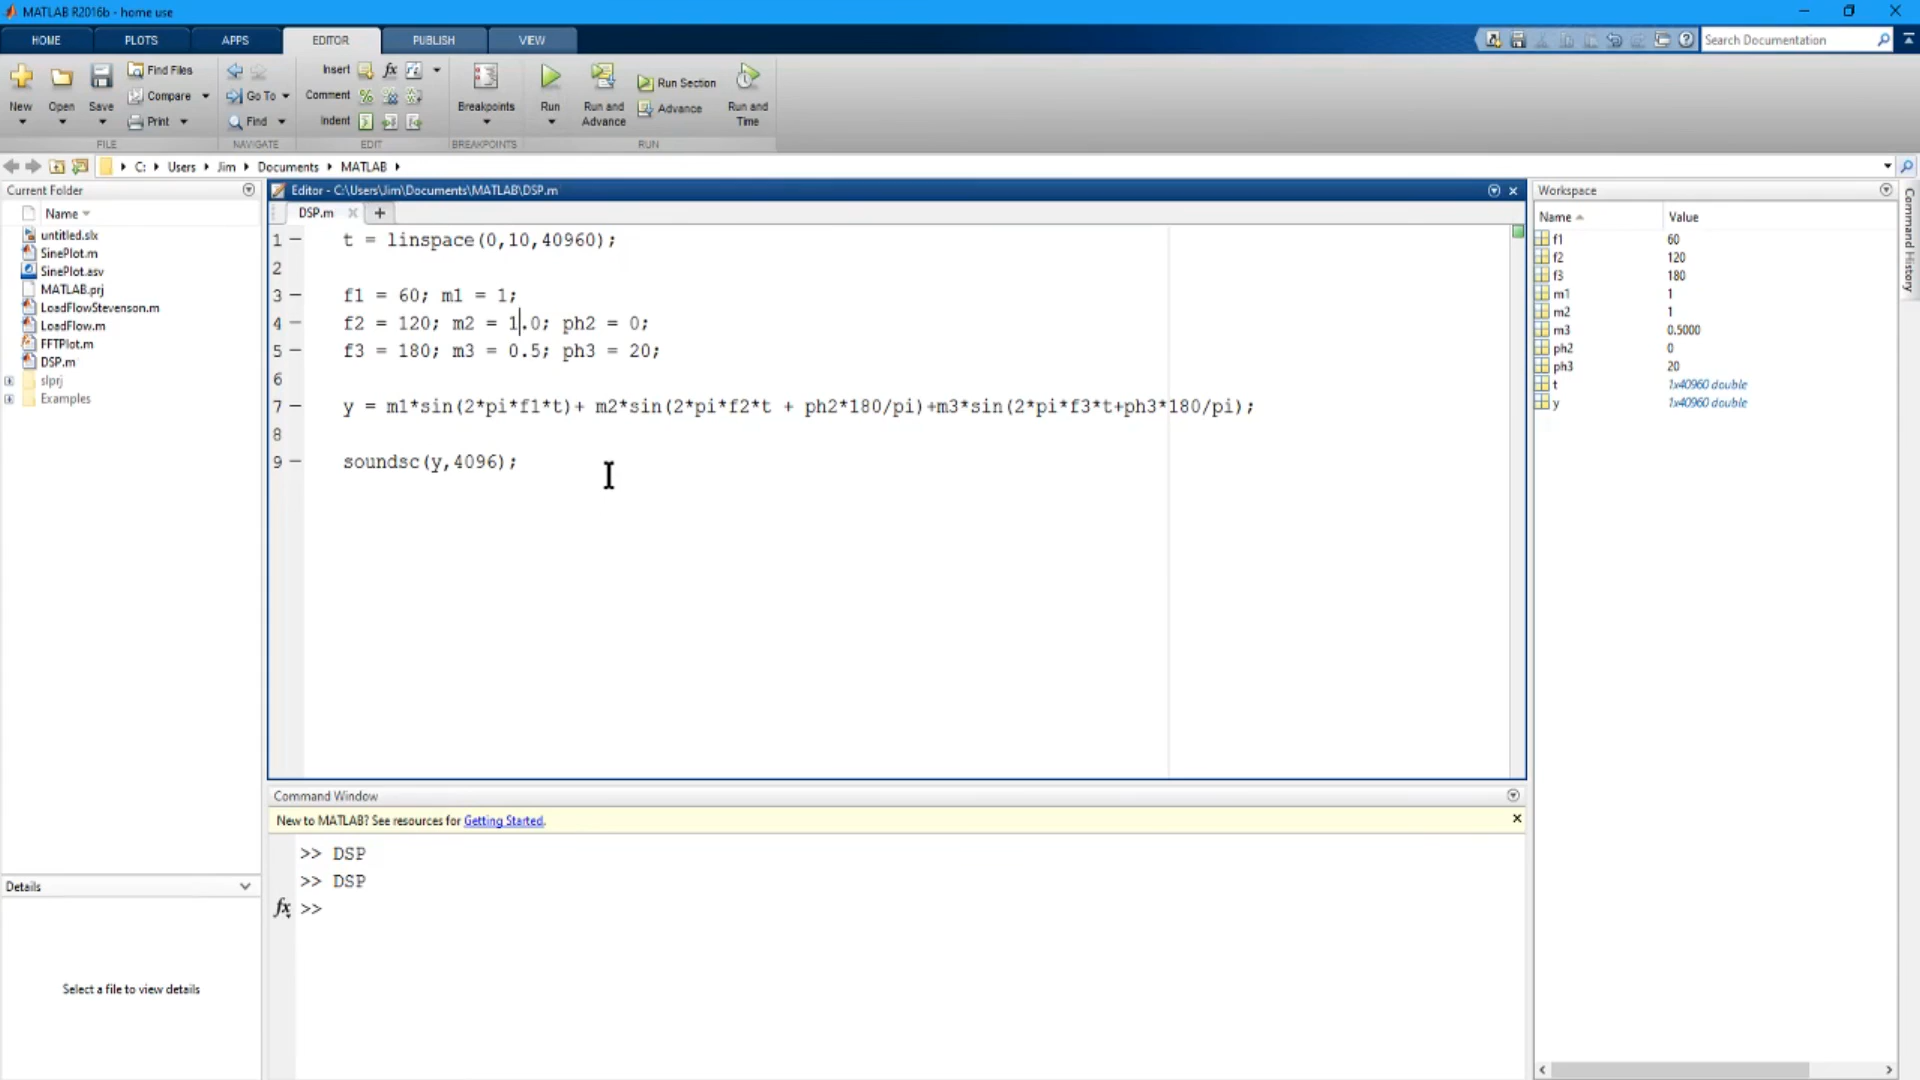 MATLAB R2016b - home use
HOME PLOTS APPS EDITOR PUBLISH VIEW
Search Documentation
New Open Save Find Files Compare Print
Go To Find
Insert fx Comment % Indent
Breakpoints Run Run and Advance Run Section Advance Run and Time
FILE NAVIGATE EDIT BREAKPOINTS RUN
C: Users Jim Documents MATLAB
Current Folder
Name
untitled.slx
SinePlot.m
SinePlot.asv
MATLAB.prj
LoadFlowStevenson.m
LoadFlow.m
FFTPlot.m
DSP.m
slprj
Examples
Details
Select a file to view details
Editor - C:\Users\Jim\Documents\MATLAB\DSP.m
DSP.m +
1 – t = linspace(0,10,40960);
2
3 – f1 = 60; m1 = 1;
4 – f2 = 120; m2 = 1.0; ph2 = 0;
5 – f3 = 180; m3 = 0.5; ph3 = 20;
6
7 – y = m1*sin(2*pi*f1*t)+ m2*sin(2*pi*f2*t + ph2*180/pi)+m3*sin(2*pi*f3*t+ph3*180/pi);
8
9 – soundsc(y,4096);
Command Window
New to MATLAB? See resources for Getting Started.
>> DSP
>> DSP
fx >>
Workspace
Name Value
f1 60
f2 120
f3 180
m1 1
m2 1
m3 0.5000
ph2 0
ph3 20
t 1x40960 double
y 1x40960 double
Command History